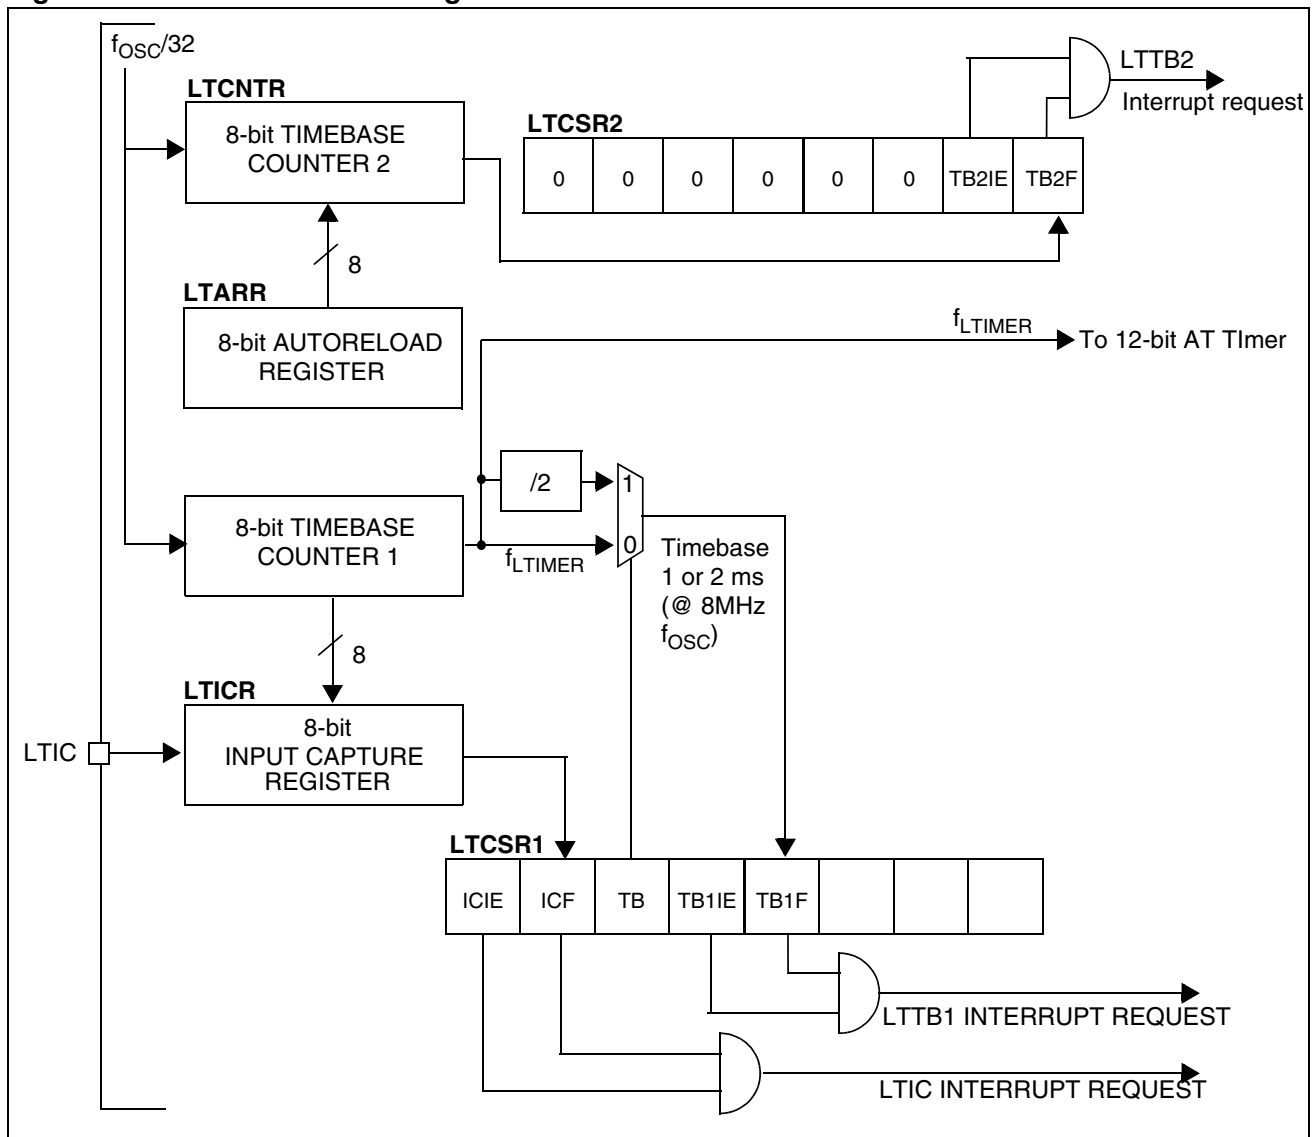 fOSC/32
LTCNTR
8-bit TIMEBASE
COUNTER 2
LTTB2
Interrupt request
LTCSR2
0 0 0 0 0 0 TB2IE TB2F
8
LTARR
8-bit AUTORELOAD
REGISTER
fLTIMER
To 12-bit AT TImer
/2
1
8-bit TIMEBASE
COUNTER 1
fLTIMER
0
Timebase
1 or 2 ms
(@ 8MHz
fOSC)
8
LTICR
8-bit
INPUT CAPTURE
REGISTER
LTIC
LTCSR1
ICIE ICF TB TB1IE TB1F
LTTB1 INTERRUPT REQUEST
LTIC INTERRUPT REQUEST